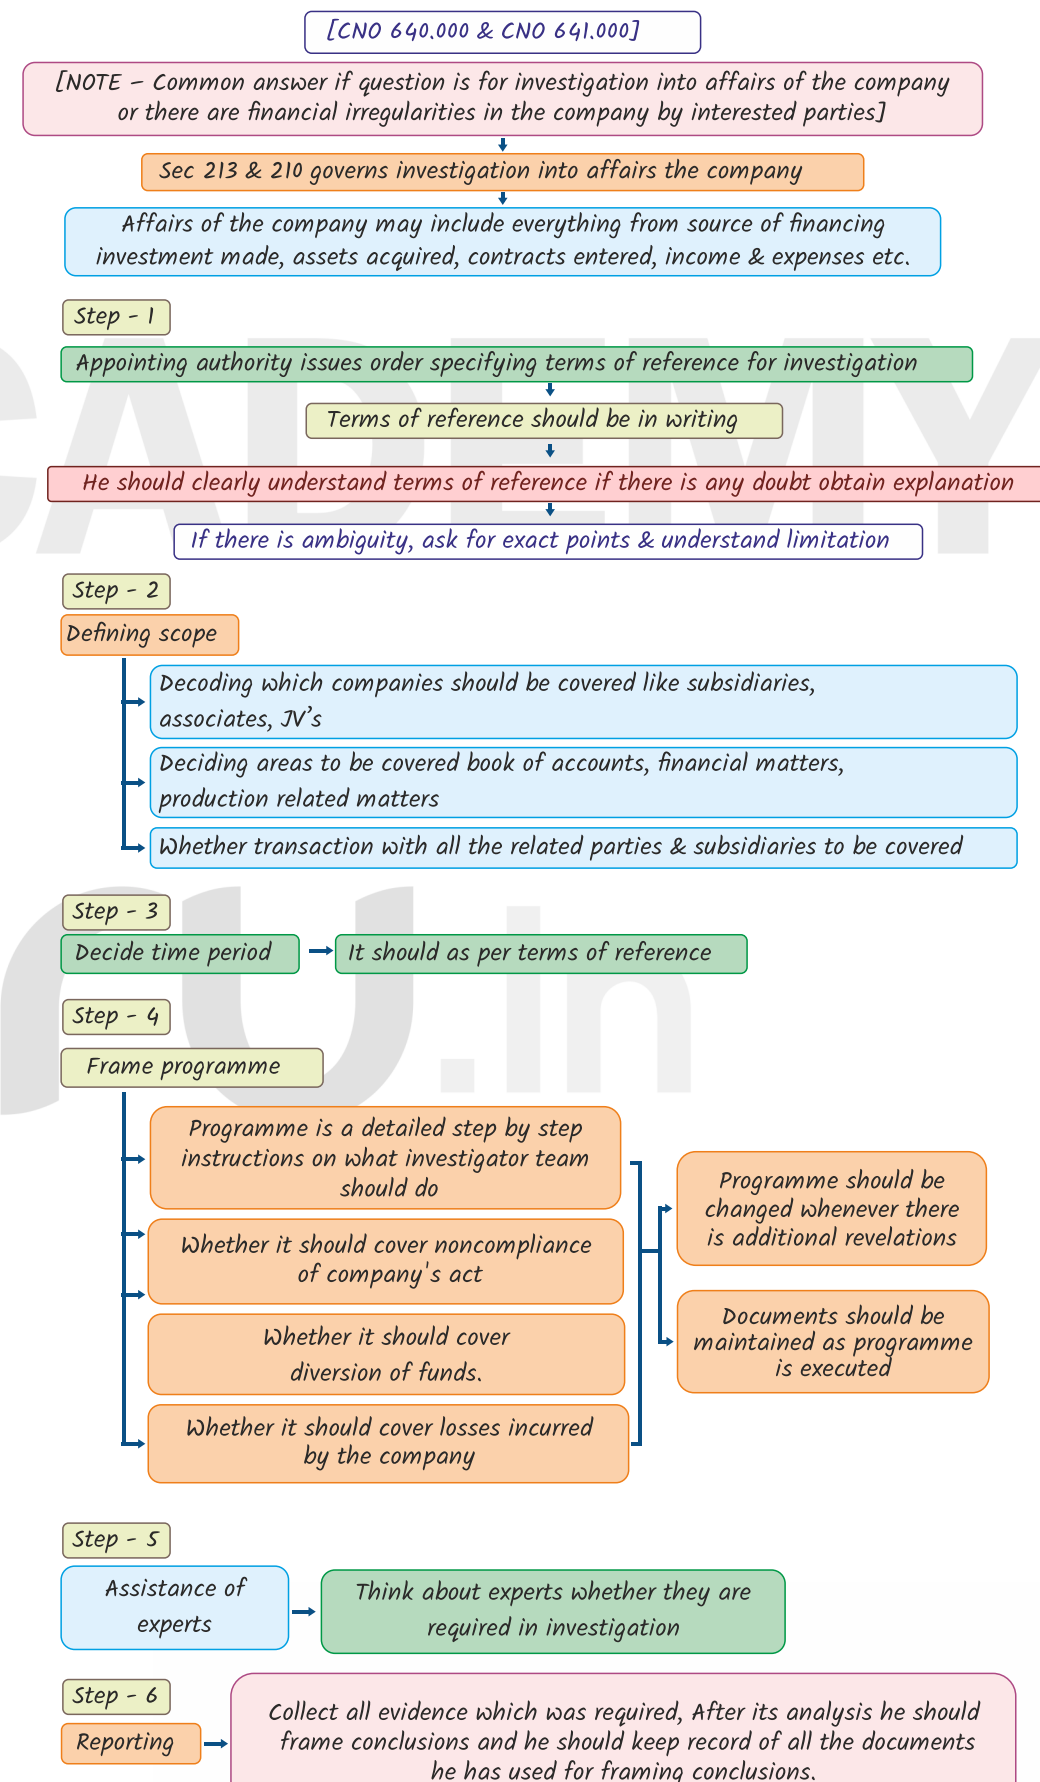 [CNO 640.000 & CNO 641.000]
[NOTE – Common answer if question is for investigation into affairs of the company
or there are financial irregularities in the company by interested parties]
Sec 213 & 210 governs investigation into affairs the company
Affairs of the company may include everything from source of financing
investment made, assets acquired, contracts entered, income & expenses etc.
Step - 1
Appointing authority issues order specifying terms of reference for investigation
Terms of reference should be in writing
He should clearly understand terms of reference if there is any doubt obtain explanation
If there is ambiguity, ask for exact points & understand limitation
Step - 2
Defining scope
Decoding which companies should be covered like subsidiaries,
associates, JV's
Deciding areas to be covered book of accounts, financial matters,
production related matters
Whether transaction with all the related parties & subsidiaries to be covered
Step - 3
Decide time period
It should as per terms of reference
Step - 4
Frame programme
Programme is a detailed step by step
instructions on what investigator team
should do
Whether it should cover noncompliance
of company's act
Whether it should cover
diversion of funds.
Whether it should cover losses incurred
by the company
Programme should be
changed whenever there
is additional revelations
Documents should be
maintained as programme
is executed
Step - 5
Assistance of
experts
Think about experts whether they are
required in investigation
Step - 6
Reporting
Collect all evidence which was required, After its analysis he should
frame conclusions and he should keep record of all the documents
he has used for framing conclusions.
CADEMY
ru.in